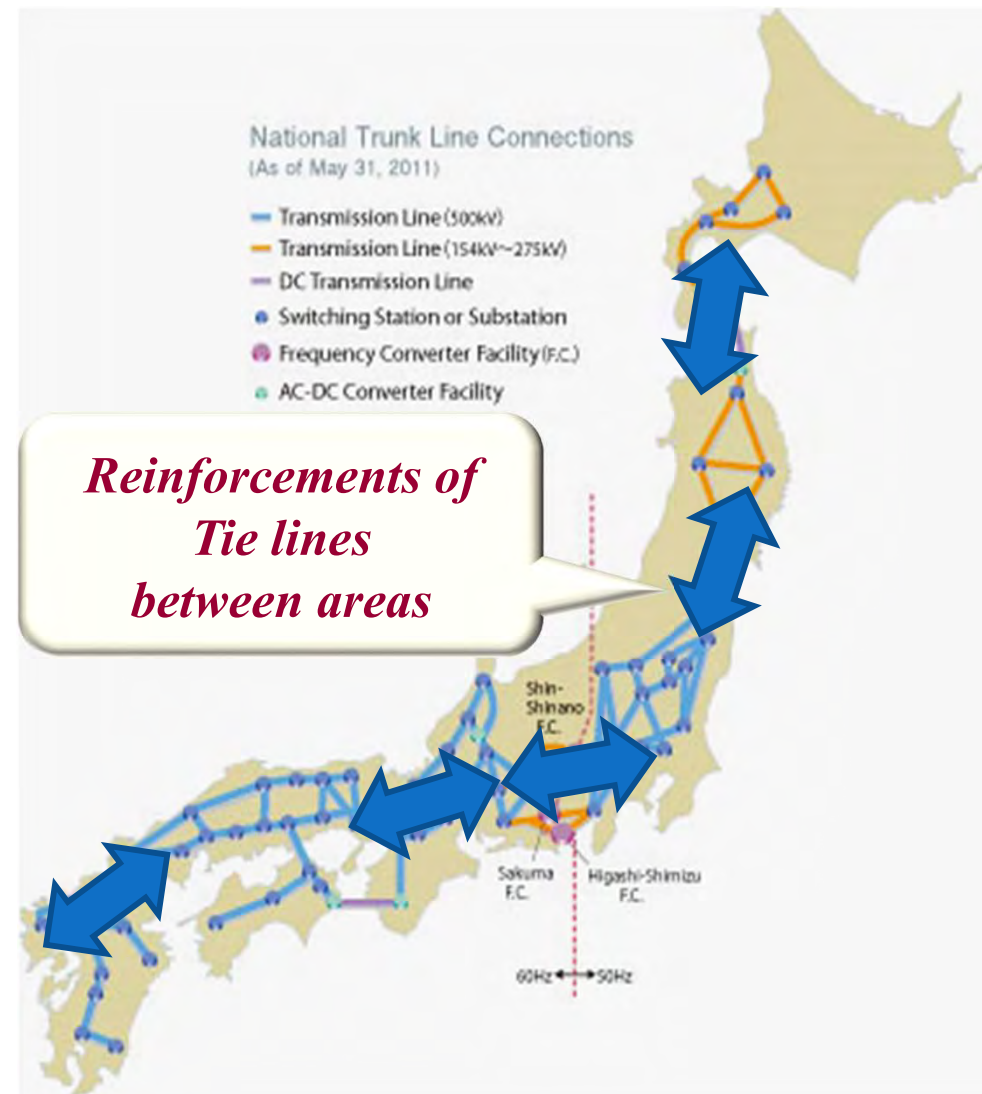 National Trunk Line Connections
(As of May 31, 2011)
Transmission Line (500kV)
Transmission Line (154kV～275kV)
DC Transmission Line
Switching Station or Substation
Frequency Converter Facility (F.C.)
AC-DC Converter Facility
Reinforcements of
Tie lines
between areas
Shin-
Shinano
F.C.
Sakuma
F.C.
Higashi-Shimizu
F.C.
60Hz
50Hz